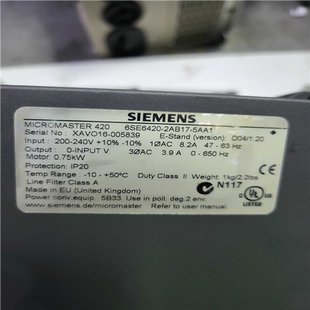 SIEMENS
MICROMASTER 420 6SE6420-2AB17-5AA1
Serial No : XAVO16-005839 E-Stand (version): D04/1.20
Input : 200-240V +10% -10% 1ØAC 8.2A 47 - 63 Hz
Output : 0-INPUT V 3ØAC 3.9 A 0 - 650 Hz
Motor: 0.75kW
Protection: IP20
Temp Range : -10 - +50°C Duty Class II Weight: 1kg/2.2lbs
Line Filter Class A N117
Made in EU (United Kingdom)
Power conv.equip. 5B33. Use in poll. deg.2 env.
www.siemens.de/micromaster Refer to user manual
UL
LISTED